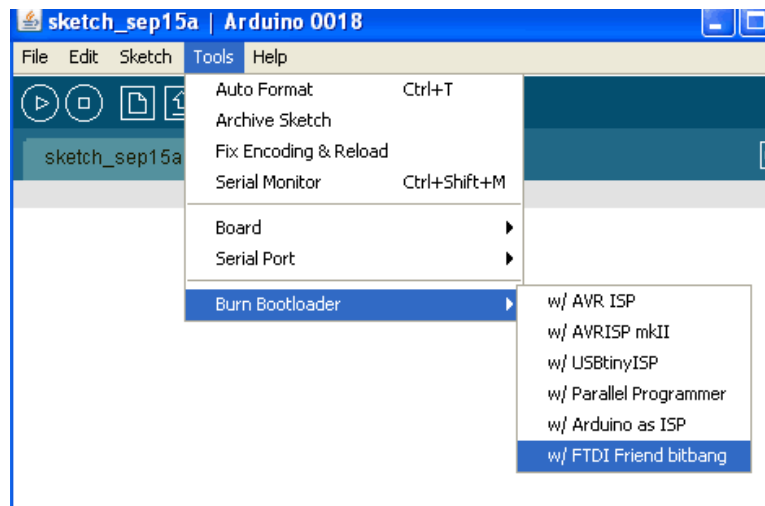 sketch_sep15a | Arduino 0018
File Edit Sketch Tools Help
sketch_sep15a
Auto Format Ctrl+T
Archive Sketch
Fix Encoding & Reload
Serial Monitor Ctrl+Shift+M
Board
Serial Port
Burn Bootloader
w/ AVR ISP
w/ AVRISP mkII
w/ USBtinyISP
w/ Parallel Programmer
w/ Arduino as ISP
w/ FTDI Friend bitbang